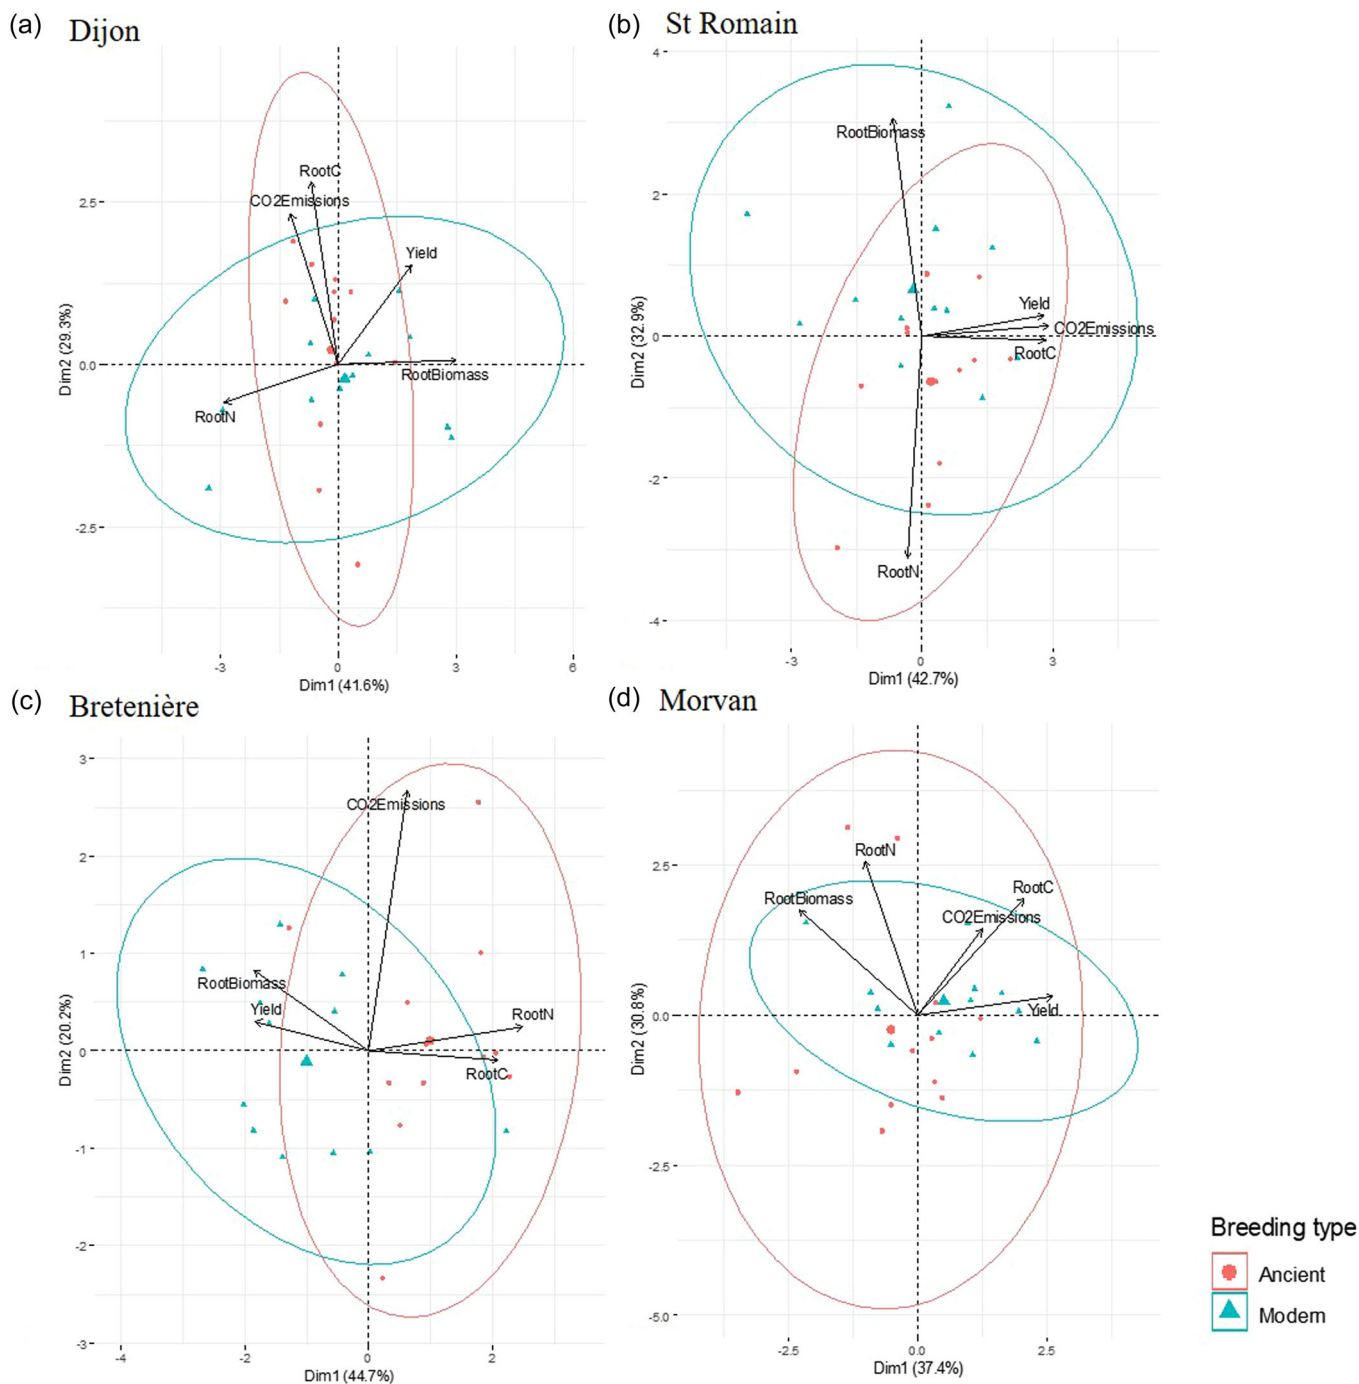 (a) Dijon
RootC
CO2Emissions
2.5
Yield
Dim2 (29.3%)
0.0
RootBiomass
RootN
-2.5
-3 0 3 6
Dim1 (41.6%)
(b) St Romain
4
RootBiomass
2
Yield
CO2Emissions
Dim2 (32.9%)
0
RootC
-2
RootN
-4
-3 0 3
Dim1 (42.7%)
(c) Bretenière
3
CO2Emissions
2
1
RootBiomass
Yield
RootN
Dim2 (20.2%)
0
RootC
-1
-2
-3
-4 -2 0 2
Dim1 (44.7%)
(d) Morvan
RootN
2.5
RootC
RootBiomass
CO2Emissions
Dim2 (30.8%)
0.0
Yield
-2.5
-5.0
-2.5 0.0 2.5
Dim1 (37.4%)
Breeding type
Ancient
Modern